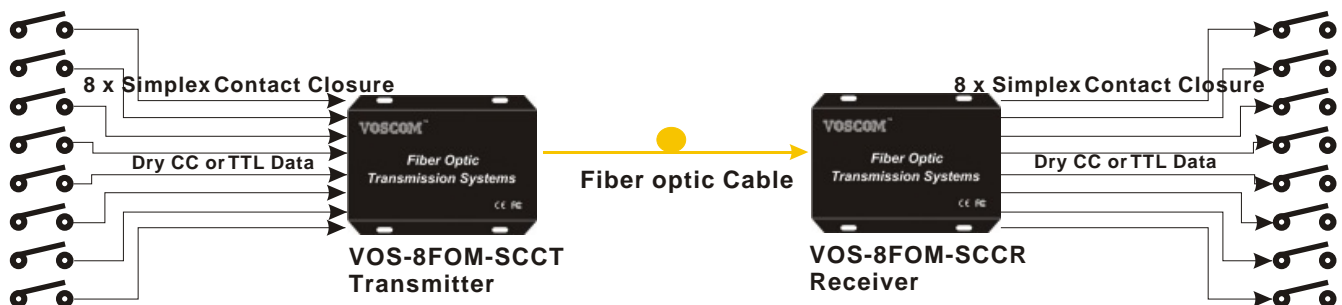 8 x Simplex Contact Closure
Dry CC or TTL Data
VOSCOM™
Fiber Optic
Transmission Systems
CE FC
VOS-8FOM-SCCT
Transmitter
Fiber optic Cable
8 x Simplex Contact Closure
Dry CC or TTL Data
VOSCOM™
Fiber Optic
Transmission Systems
CE FC
VOS-8FOM-SCCR
Receiver